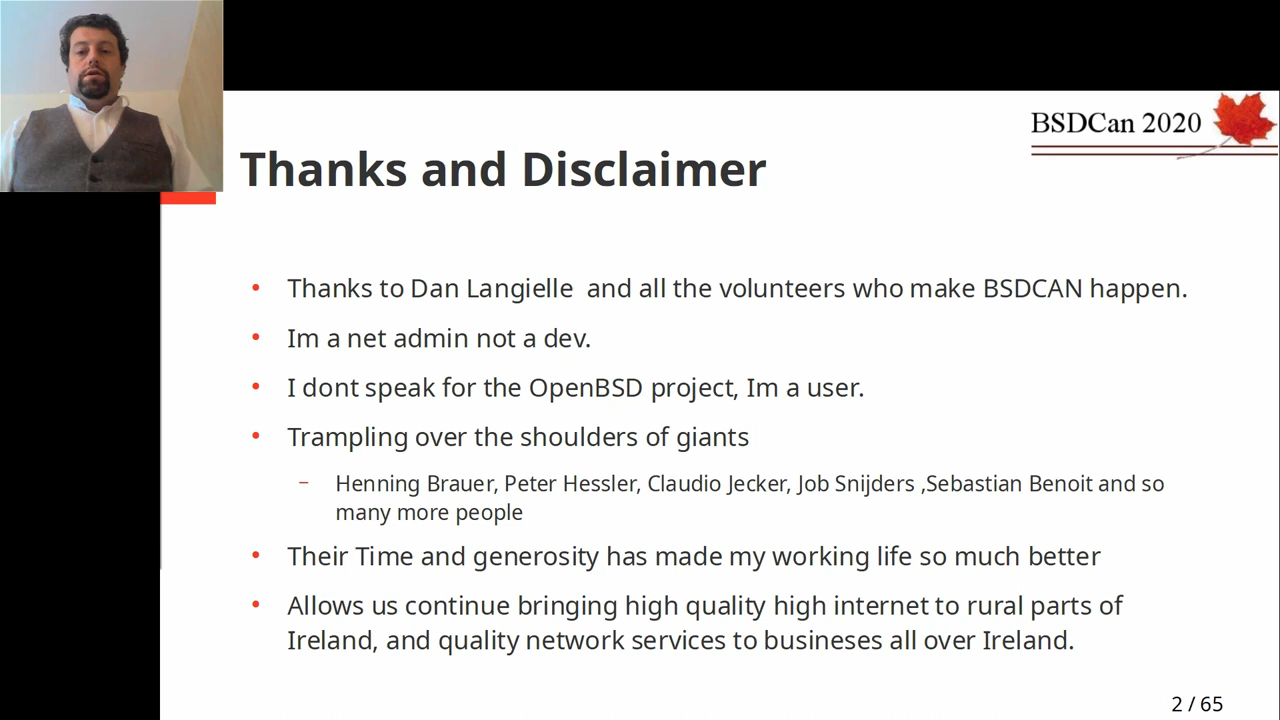 BSDCan 2020
Thanks and Disclaimer
• Thanks to Dan Langielle  and all the volunteers who make BSDCAN happen.
• Im a net admin not a dev.
• I dont speak for the OpenBSD project, Im a user.
• Trampling over the shoulders of giants
– Henning Brauer, Peter Hessler, Claudio Jecker, Job Snijders ,Sebastian Benoit and so
many more people
• Their Time and generosity has made my working life so much better
• Allows us continue bringing high quality high internet to rural parts of
Ireland, and quality network services to busineses all over Ireland.
2 / 65